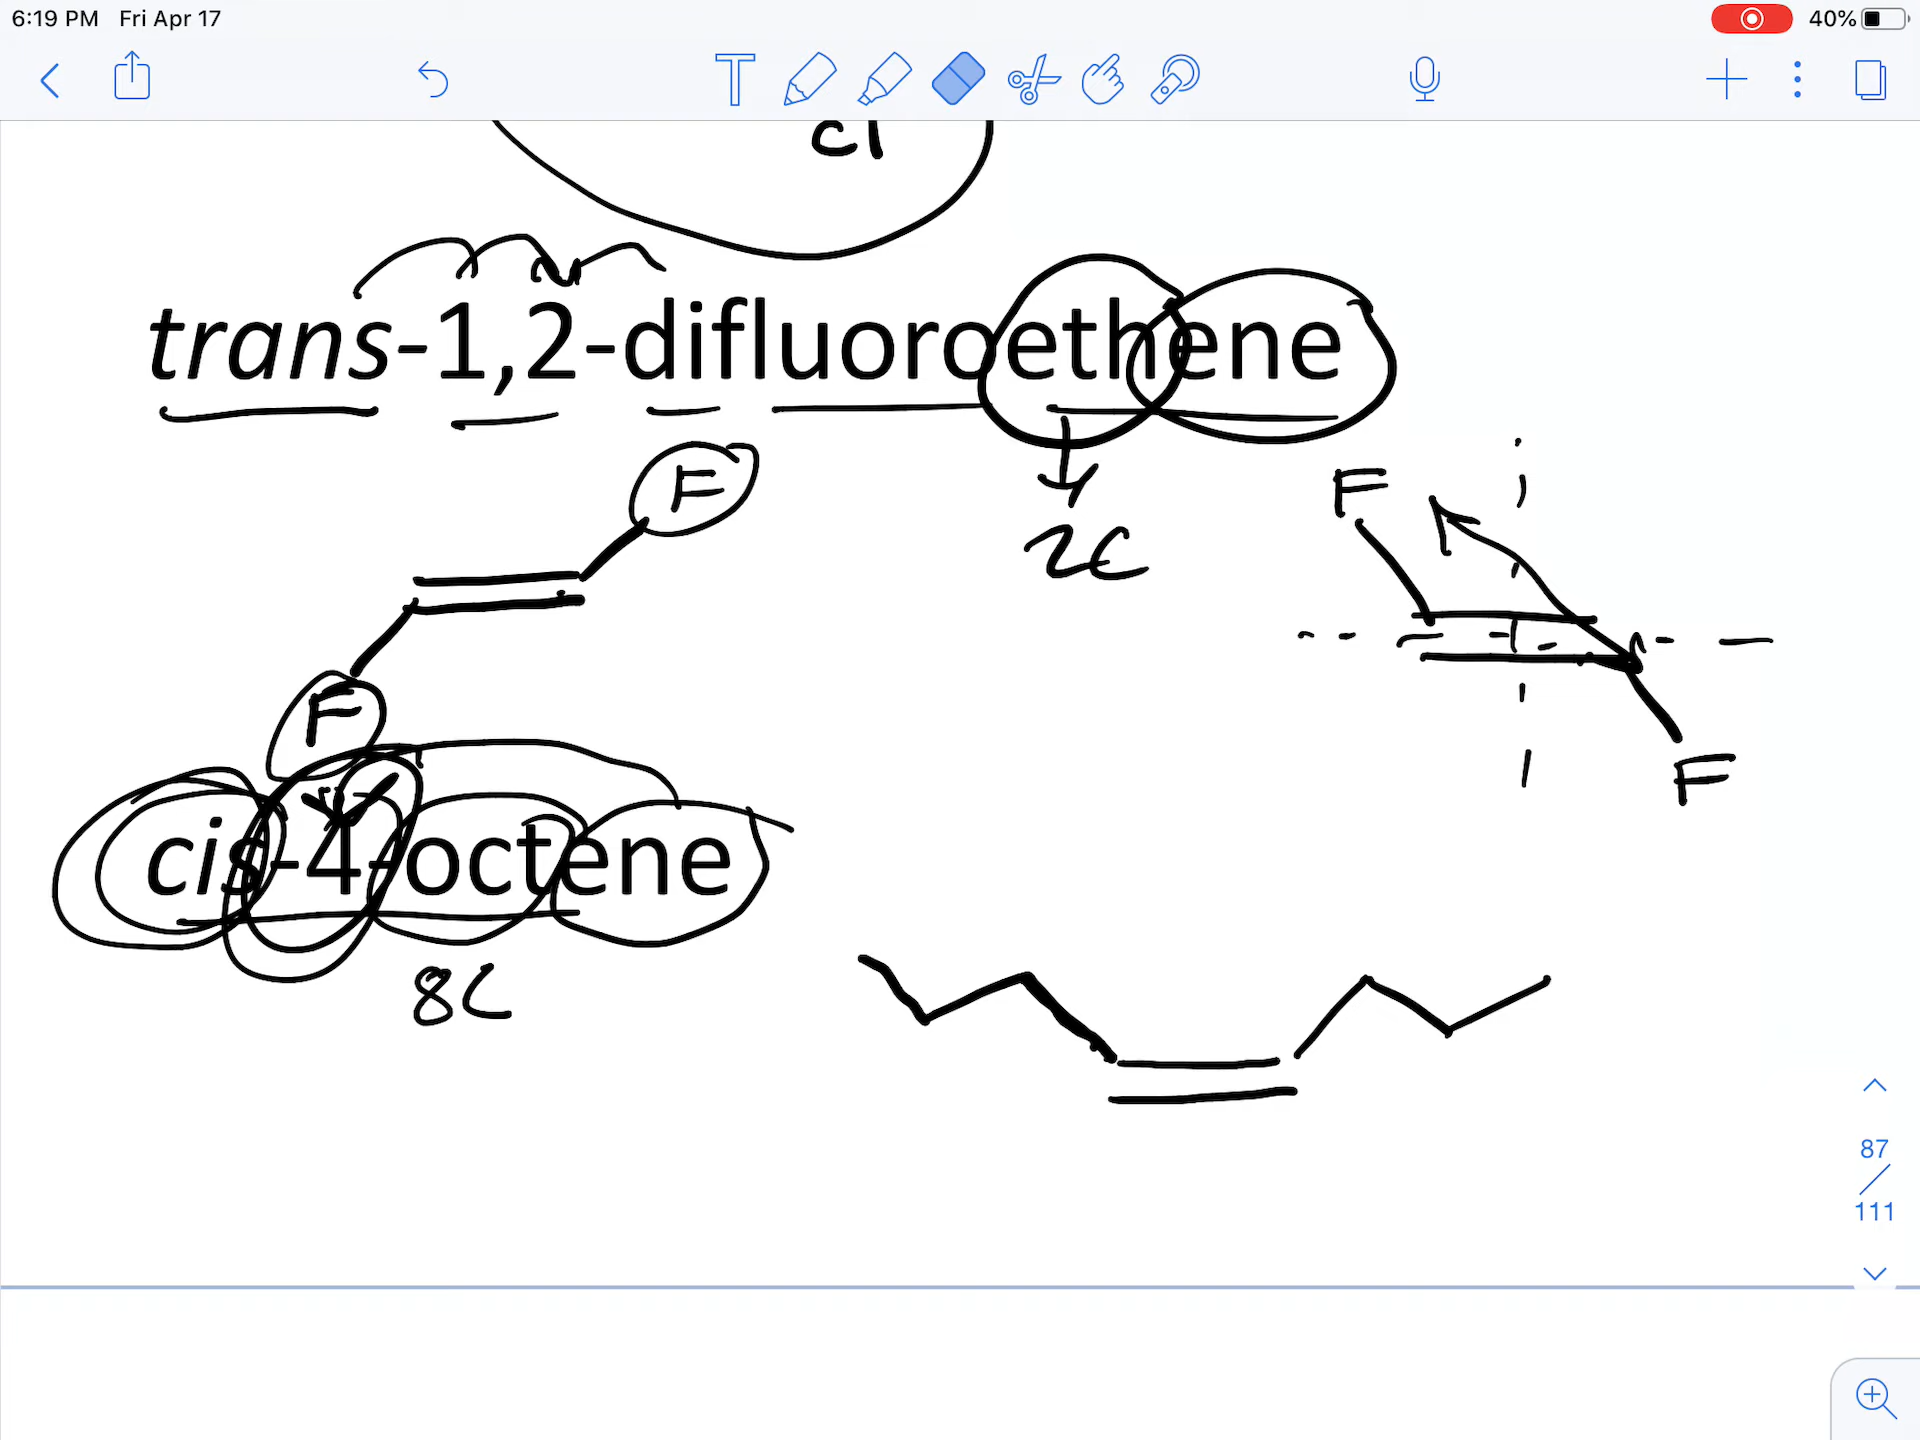 6:19 PM Fri Apr 17
40%
T
cl
trans-1,2-difluoroethene
F
F
2C
F
F
cis-4-octene
8C
F
87
111